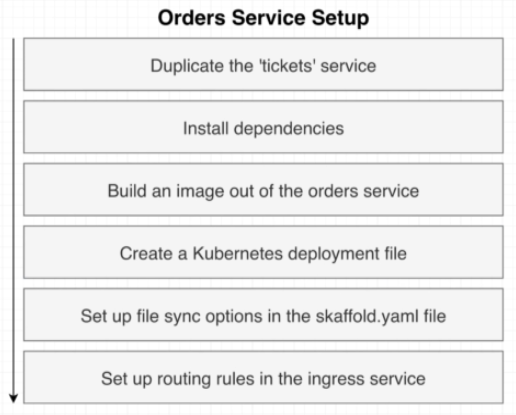 Orders Service Setup
Duplicate the 'tickets' service
Install dependencies
Build an image out of the orders service
Create a Kubernetes deployment file
Set up file sync options in the skaffold.yaml file
Set up routing rules in the ingress service